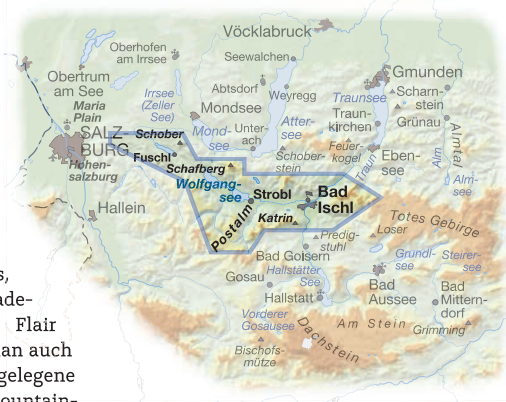 Vöcklabruck
Oberhofen
am Irrsee
Seewalchen
Gmunden
Obertrum
am See
Abtsdorf
Weyregg
Traunsee
Scharn-
stein
Irrsee
(Zeller
See)
Maria
Plain
Mondsee
Atter-
see
Traun-
kirchen
Grünau
SALZ-
BURG
Schober
Mond-
see
Unter-
ach
Feuer-
kogel
Almtal
Alm
Fuschl
Hohen-
salzburg
Schafberg
Schober-
stein
Traun
Eben-
see
Alm-
see
Wolfgang-
see
Strobl
Bad
Ischl
Hallein
Postalm
Katrin
Totes Gebirge
Loser
Predig-
stuhl
Bad Goisern
Grundl-
see
Steirer-
see
Gosau
Hallstätter
See
Hallstatt
Bad
Aussee
Bad
Mittern-
dorf
Vorderer
Gosausee
Am Stein
Grimming
Dachstein
Bischofs-
mütze
s,
ade-
Flair
an auch
gelegene
ountain-